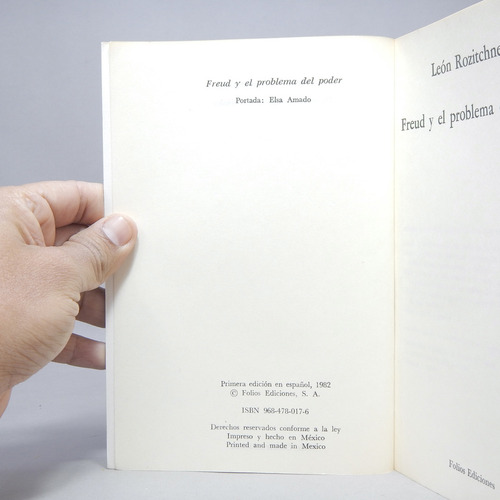 Freud y el problema del poder
Portada: Elsa Amado
Primera edición en español, 1982
© Folios Ediciones, S. A.
ISBN 968-478-017-6
Derechos reservados conforme a la ley
Impreso y hecho en México
Printed and made in Mexico
León Rozitchne
Freud y el problema
Folios Ediciones